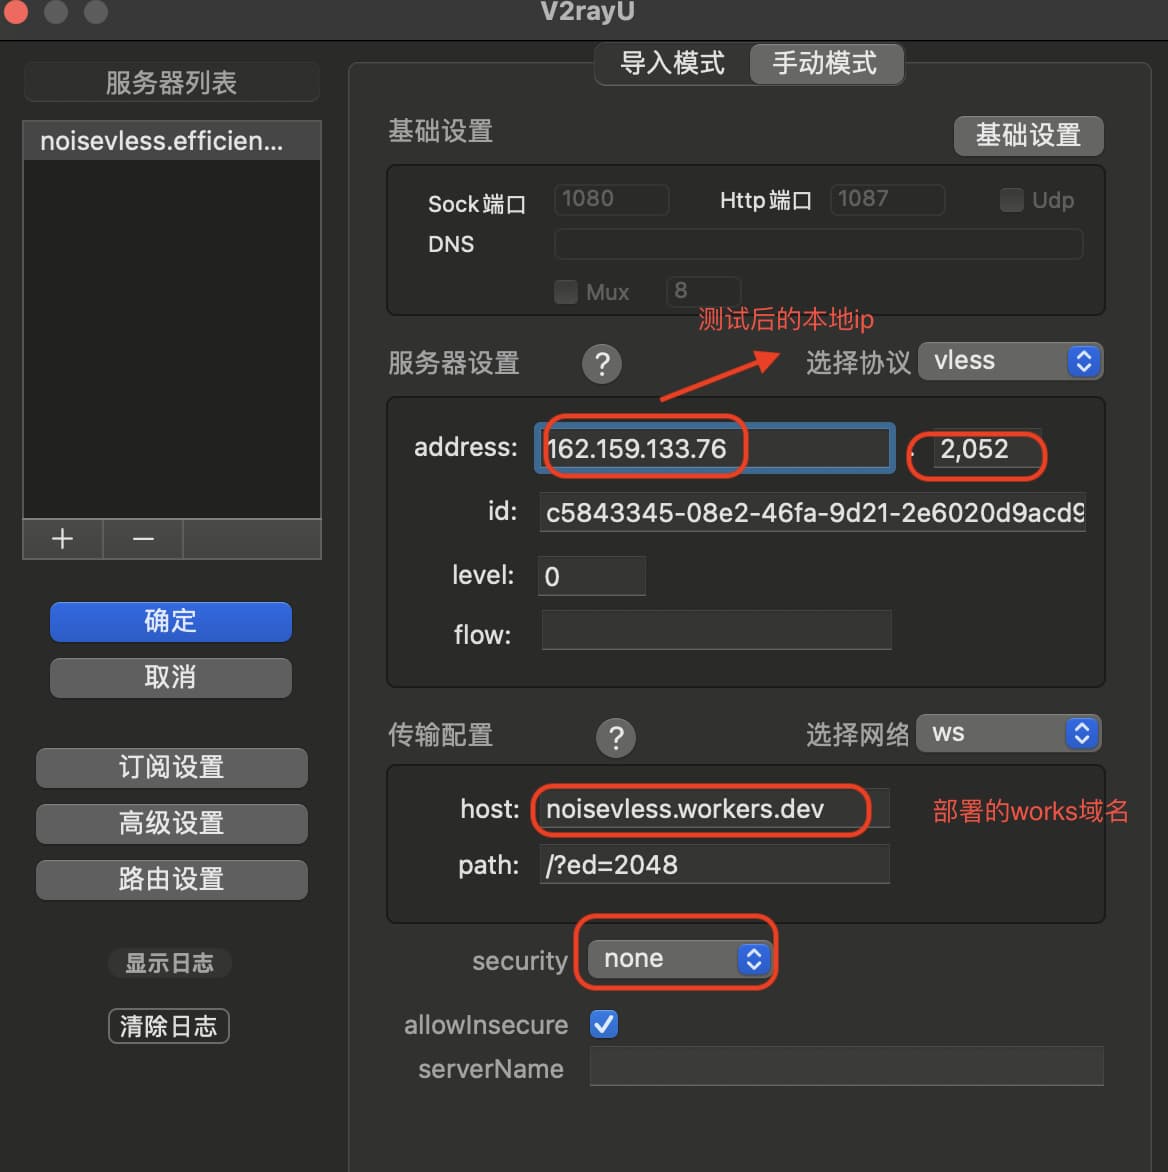 V2rayU
导入模式
手动模式
服务器列表
noisevless.efficien...
基础设置
基础设置
Sock端口
1080
Http端口
1087
Udp
DNS
Mux
8
测试后的本地ip
服务器设置
?
选择协议
vless
address:
162.159.133.76
:
2,052
id:
c5843345-08e2-46fa-9d21-2e6020d9acd9
level:
0
flow:
确定
取消
传输配置
?
选择网络
ws
订阅设置
高级设置
路由设置
host:
noisevless.workers.dev
部署的works域名
path:
/?ed=2048
security
none
显示日志
清除日志
allowInsecure
serverName